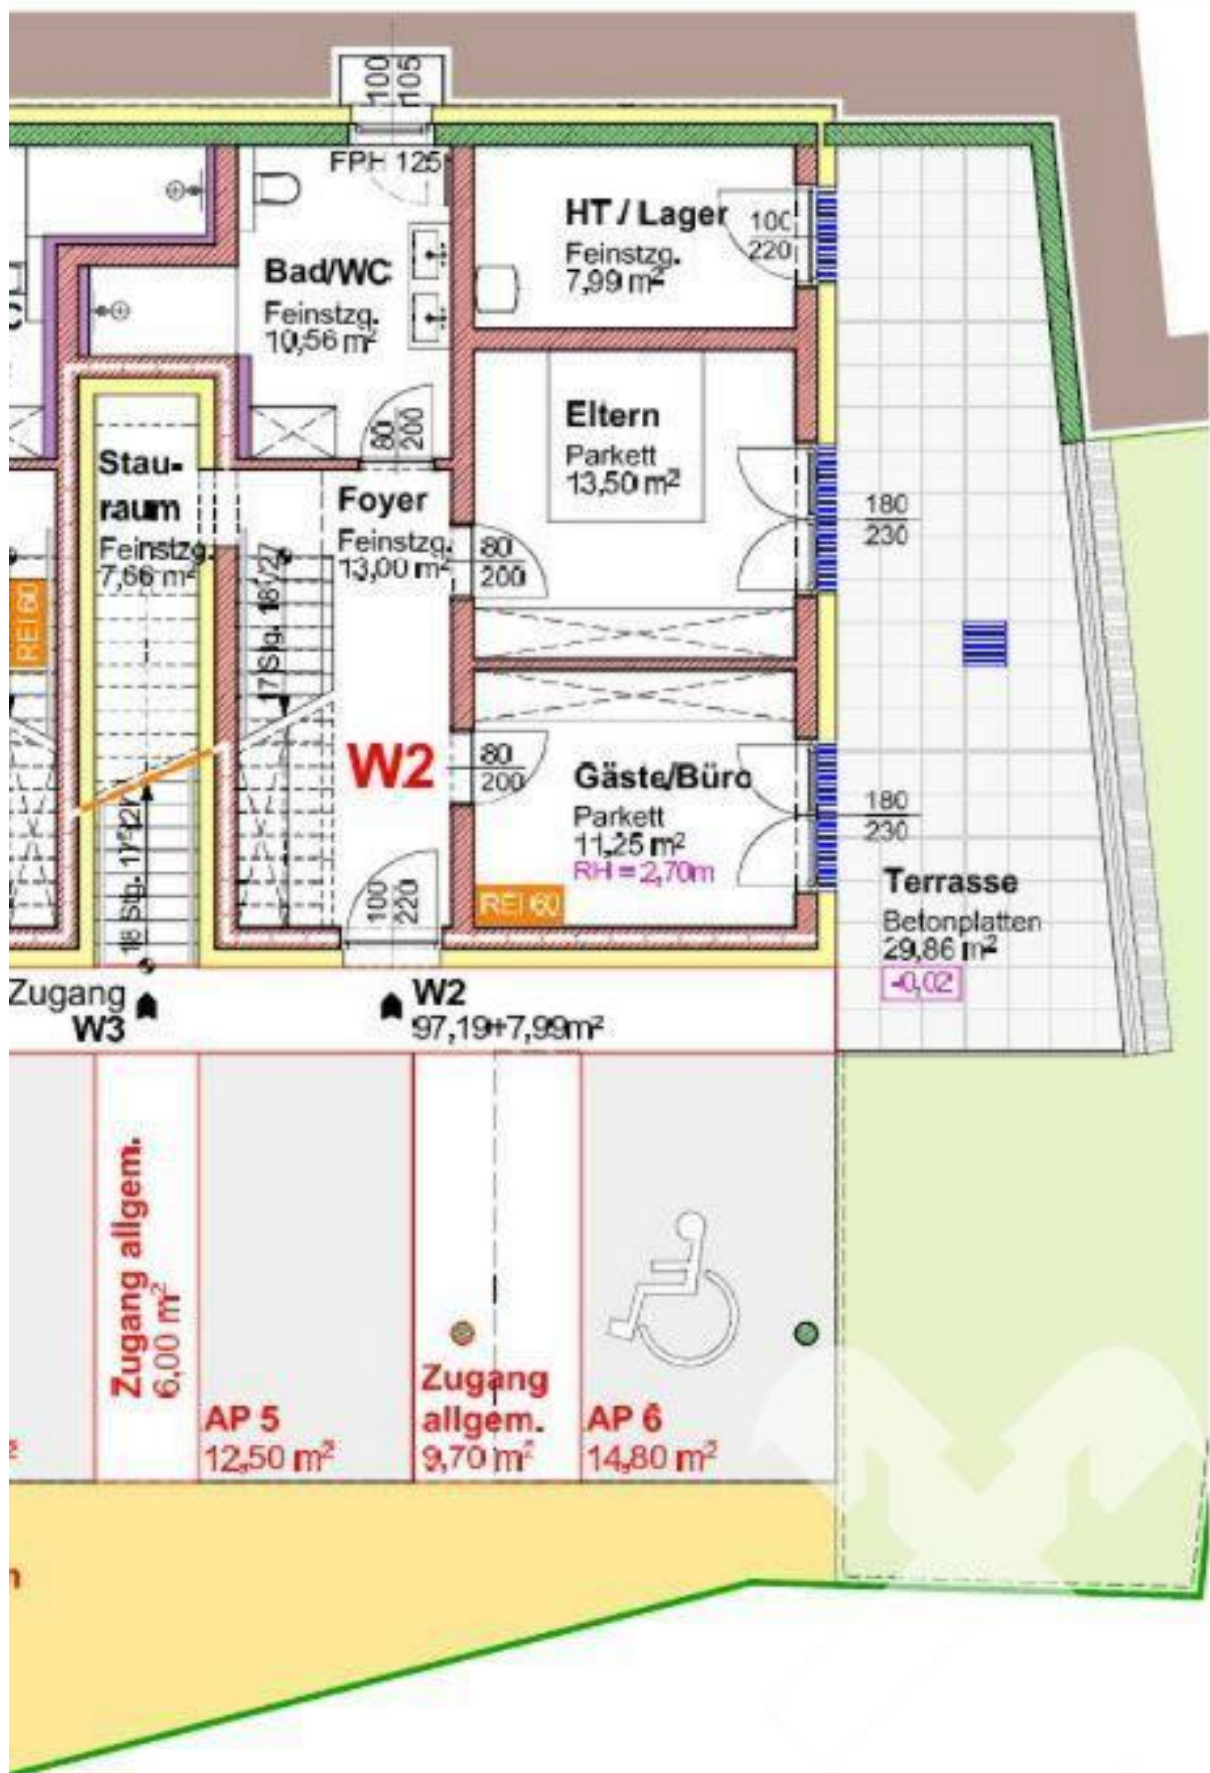 100
105
FPH 125
HT / Lager
Feinstzg.
7,99 m²
100
220
Bad/WC
Feinstzg.
10,56 m²
80
200
Eltern
Parkett
13,50 m²
180
230
Stau-
raum
Feinstzg.
7,66 m²
Foyer
Feinstzg.
13,00 m²
80
200
REI 60
17 Stg. 18/27
W2
80
200
Gäste/Büro
Parkett
11,25 m²
RH = 2,70m
180
230
REI 60
100
220
Terrasse
Betonplatten
29,86 m²
-0,02
Zugang
W3
W2
97,19+7,99m²
Zugang allgem.
6,00 m²
AP 5
12,50 m²
Zugang
allgem.
9,70 m²
AP 6
14,80 m²